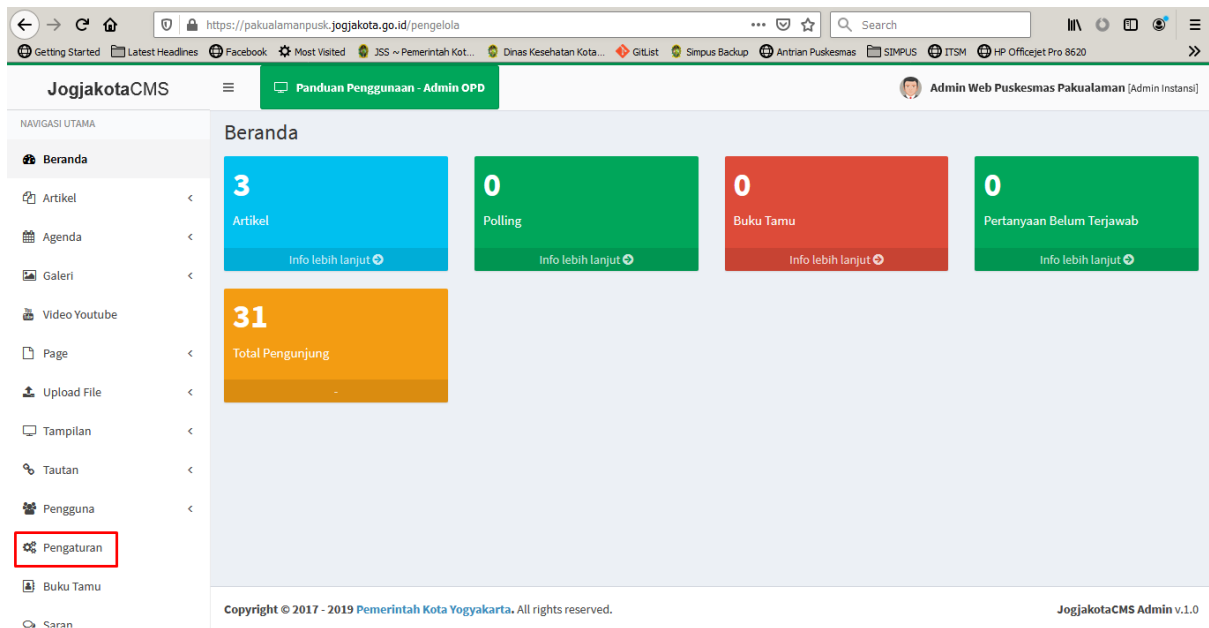 https://pakualamanpusk.jogjakota.go.id/pengelola
Search
Getting Started Latest Headlines Facebook Most Visited JSS ~ Pemerintah Kot... Dinas Kesehatan Kota... GitList Simpus Backup Antrian Puskesmas SIMPUS ITSM HP Officejet Pro 8620
JogjakotaCMS
Panduan Penggunaan - Admin OPD
Admin Web Puskesmas Pakualaman [Admin Instansi]
NAVIGASI UTAMA
Beranda
Artikel
Agenda
Galeri
Video Youtube
Page
Upload File
Tampilan
Tautan
Pengguna
Pengaturan
Buku Tamu
Saran
Beranda
3
Artikel
Info lebih lanjut
0
Polling
Info lebih lanjut
0
Buku Tamu
Info lebih lanjut
0
Pertanyaan Belum Terjawab
Info lebih lanjut
31
Total Pengunjung
-
Copyright © 2017 - 2019 Pemerintah Kota Yogyakarta. All rights reserved.
JogjakotaCMS Admin v.1.0